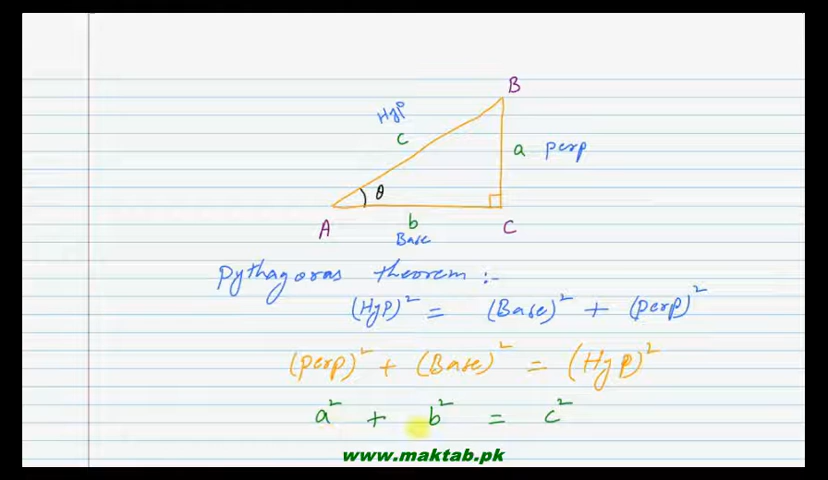 B
Hyp
c
a perp
θ
A b C
Base
Pythagoras theorem :-
(Hyp)² = (Base)² + (perp)²
(perp)² + (Base)² = (Hyp)²
a² + b² = c²
www.maktab.pk